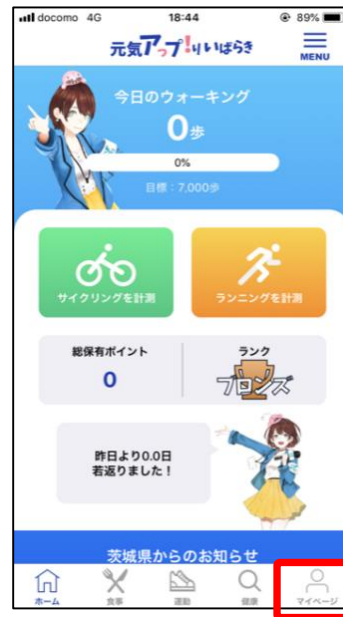 docomo 4G 18:44 89%
元気アップ!りいばらき
MENU
今日のウォーキング
0歩
0%
目標:7,000歩
サイクリングを計測
ランニングを計測
総保有ポイント
0
ランク
ブロンズ
昨日より0.0日
若返りました!
茨城県からのお知らせ
ホーム
食事
運動
健康
マイページ